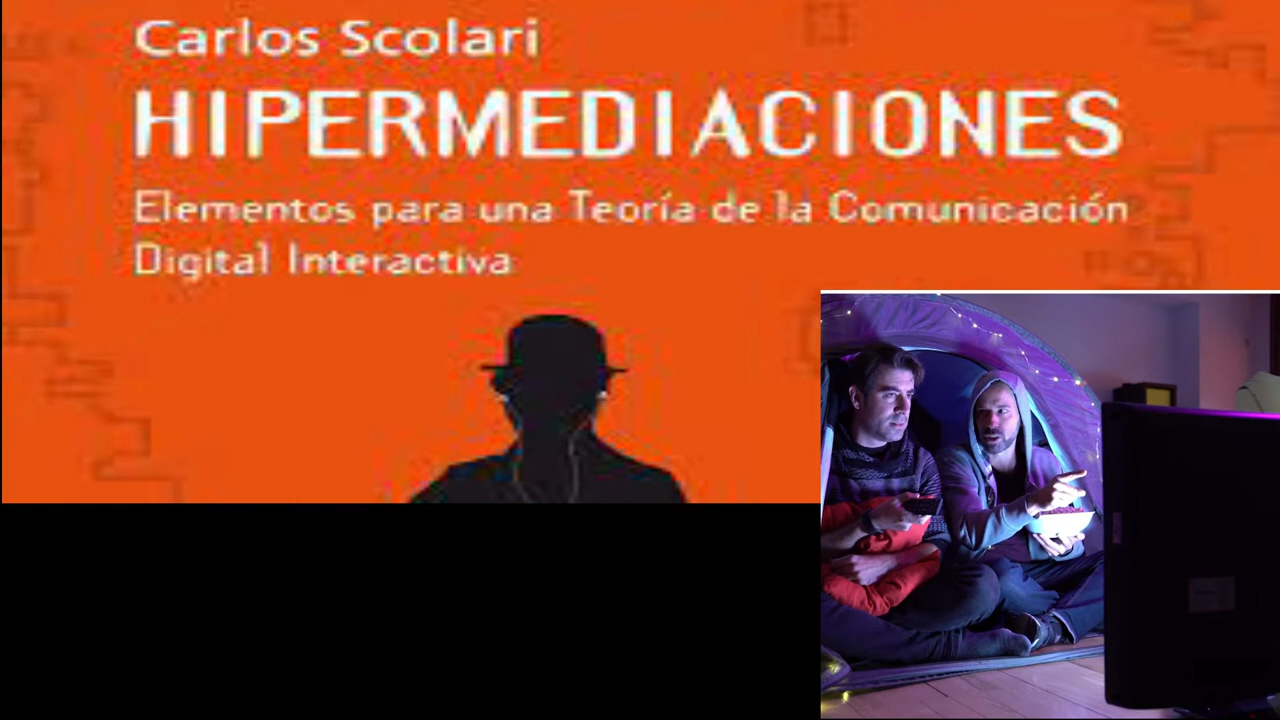 Carlos Scolari
HIPERMEDIACIONES
Elementos para una Teoría de la Comunicación
Digital Interactiva